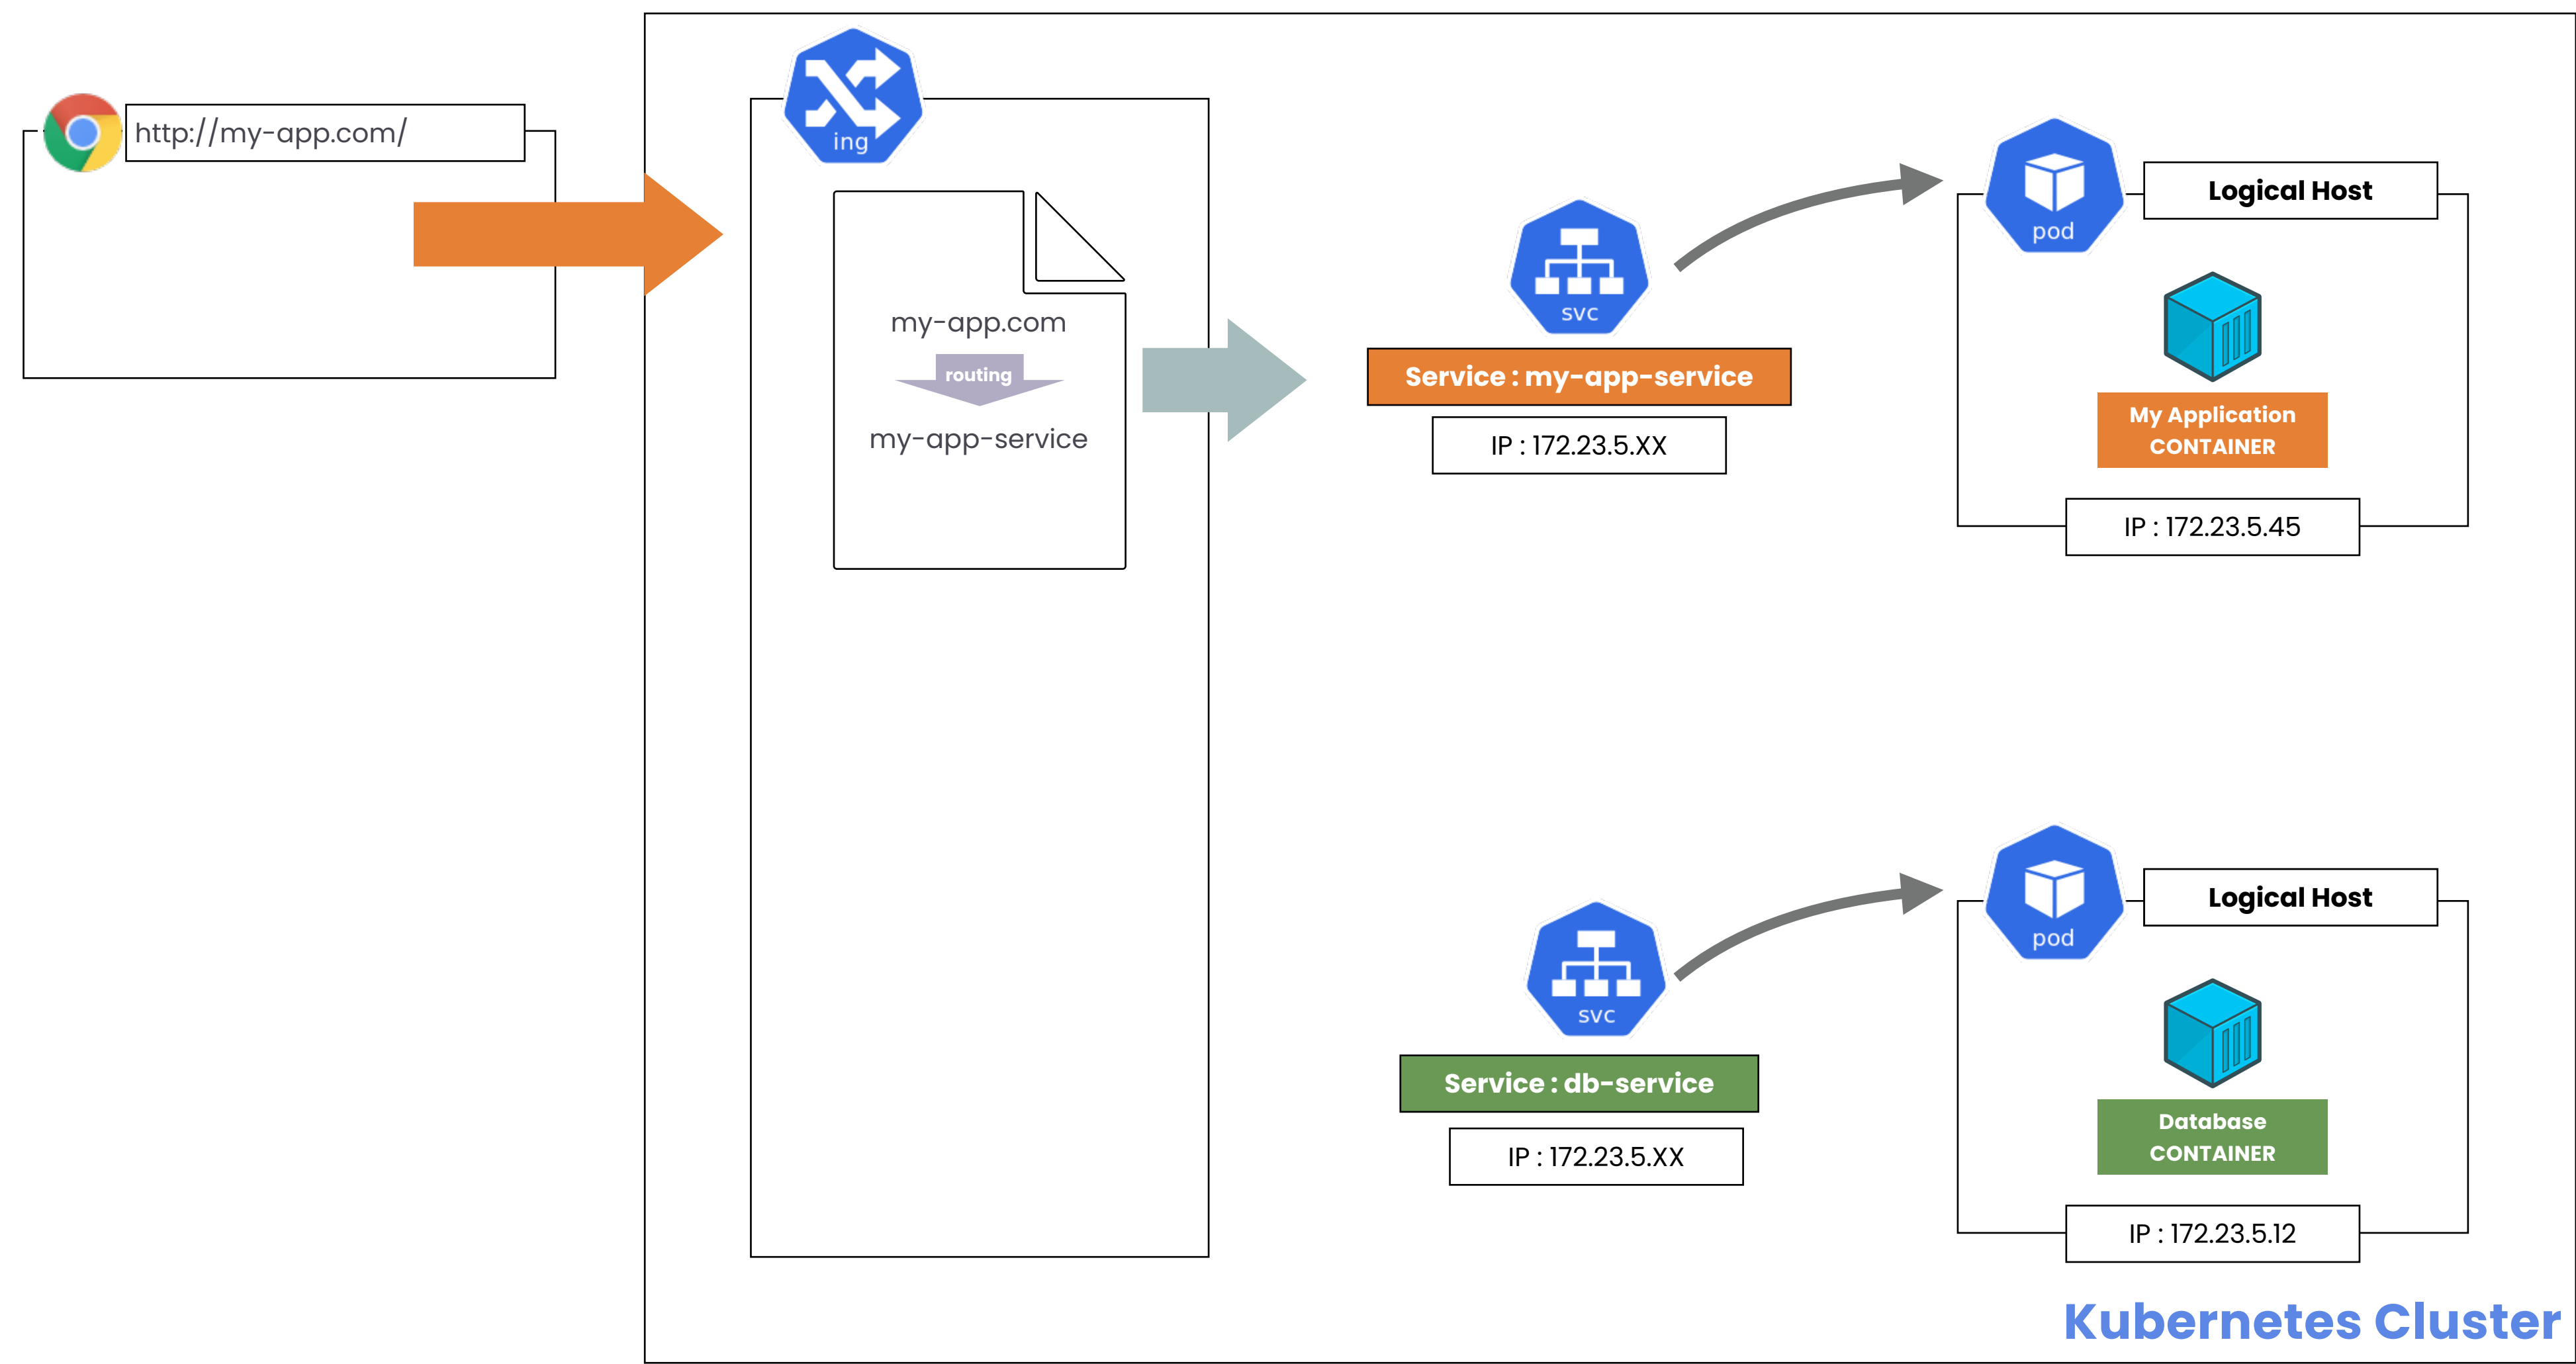 http://my-app.com/
ing
my-app.com
routing
my-app-service
svc
Service : my-app-service
IP : 172.23.5.XX
pod
Logical Host
My Application
CONTAINER
IP : 172.23.5.45
svc
Service : db-service
IP : 172.23.5.XX
pod
Logical Host
Database
CONTAINER
IP : 172.23.5.12
Kubernetes Cluster